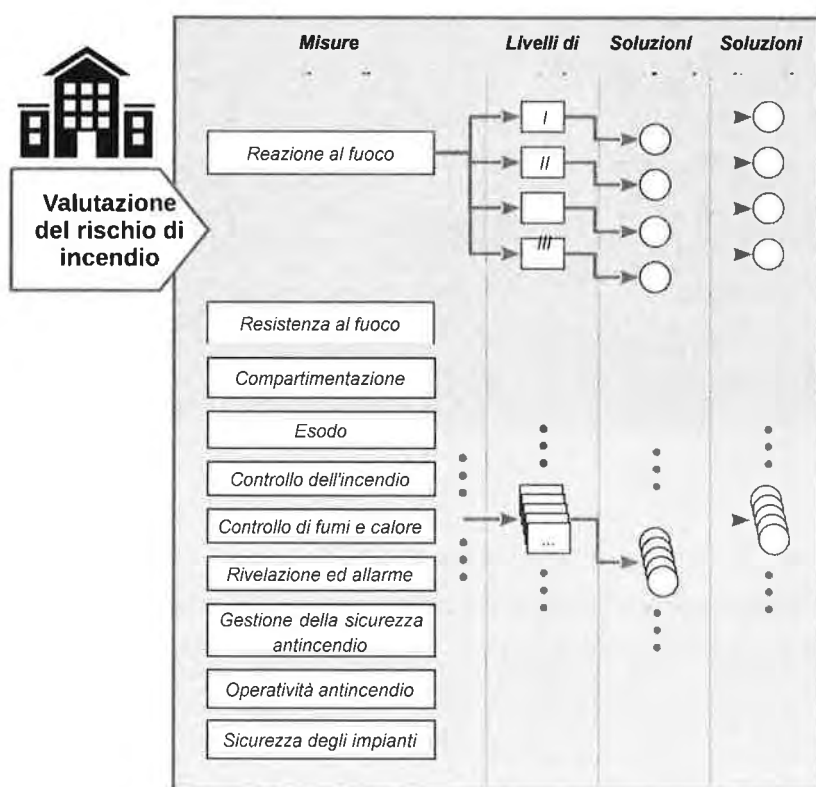 Misure
Livelli di
Soluzioni
Soluzioni
Valutazione
del rischio di
incendio
Reazione al fuoco
I
II
III
Resistenza al fuoco
Compartimentazione
Esodo
Controllo dell'incendio
Controllo di fumi e calore
...
Rivelazione ed allarme
Gestione della sicurezza
antincendio
Operatività antincendio
Sicurezza degli impianti